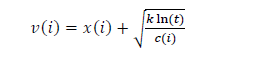 v(i) = x(i) + √(k ln(t) / c(i))